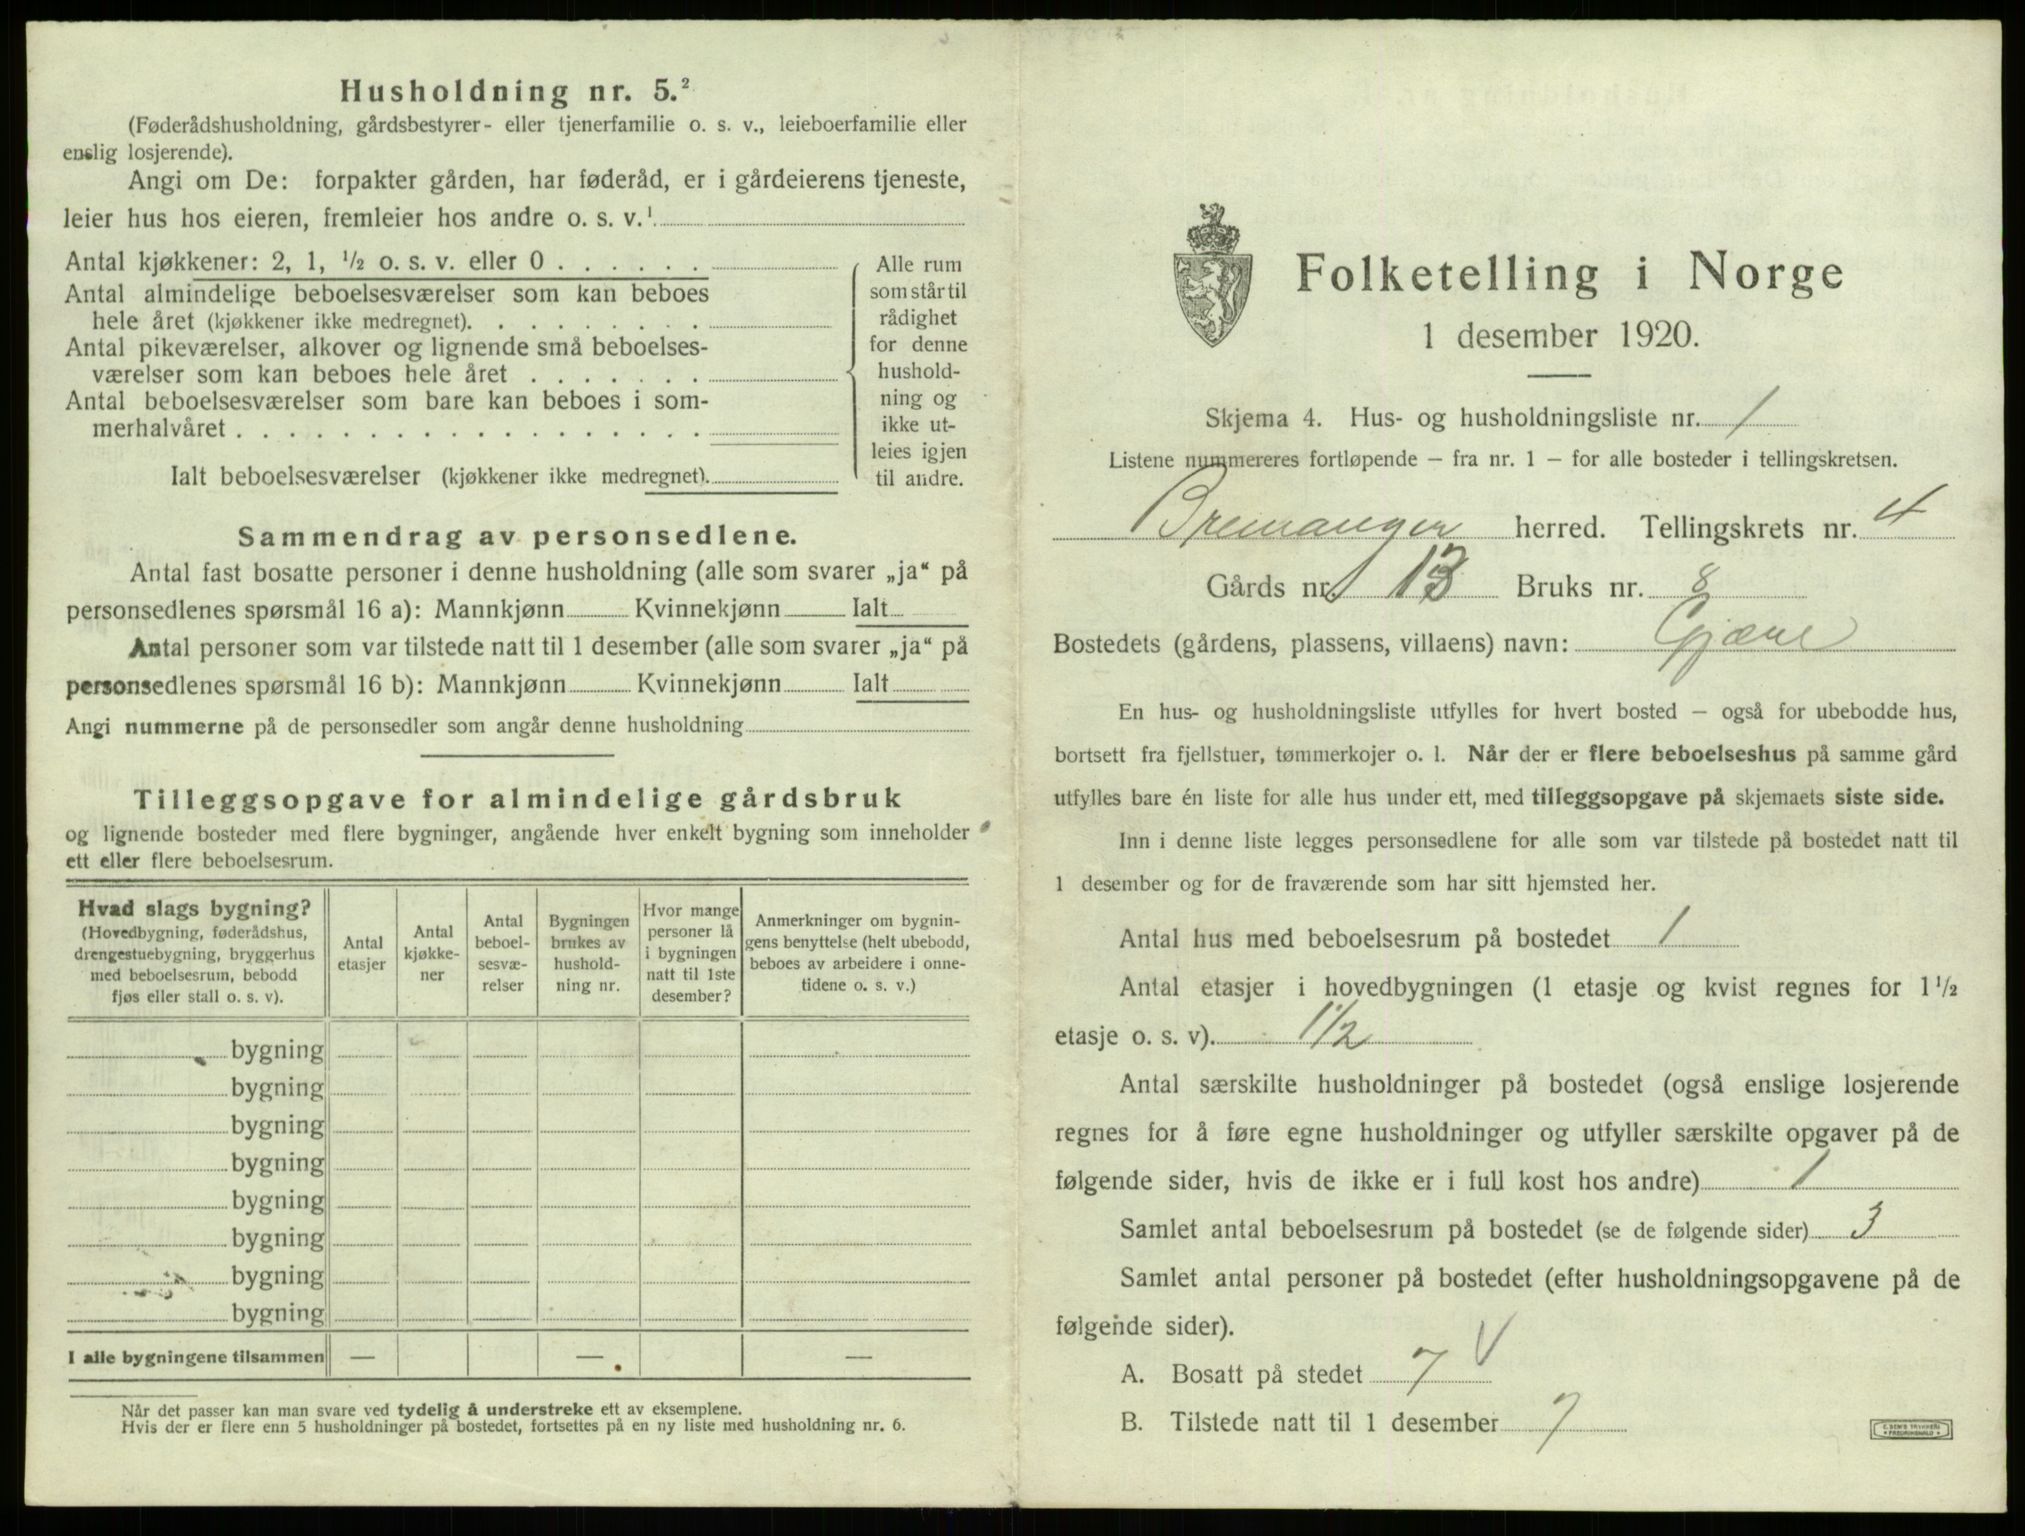 Husholdning nr. 5.²
(Føderådshusholdning, gårdsbestyrer- eller tjenerfamilie o. s. v., leieboerfamilie eller
enslig losjerende).
Angi om De: forpakter gården, har føderåd, er i gårdeierens tjeneste,
leier hus hos eieren, fremleier hos andre o. s. v.¹
Antal kjøkkener: 2, 1, ½ o. s. v. eller 0 . . . . . .
Antal almindelige beboelsesværelser som kan beboes
hele året (kjøkkener ikke medregnet). . . . . . . . .
Antal pikeværelser, alkover og lignende små beboelses-
værelser som kan beboes hele året . . . . . . .
Antal beboelsesværelser som bare kan beboes i som-
merhalvåret . . . . . . . . . . . . . . . . . .
Ialt beboelsesværelser (kjøkkener ikke medregnet).
Alle rum
som står til
rådighet
for denne
hushold-
ning og
ikke ut-
leies igjen
til andre.
Sammendrag av personsedlene.
Antal fast bosatte personer i denne husholdning (alle som svarer „ja“ på
personsedlenes spørsmål 16 a): Mannkjønn Kvinnekjønn Ialt
Antal personer som var tilstede natt til 1 desember (alle som svarer „ja“ på
personsedlenes spørsmål 16 b): Mannkjønn Kvinnekjønn Ialt
Angi nummerne på de personsedler som angår denne husholdning
Tilleggsopgave for almindelige gårdsbruk
og lignende bosteder med flere bygninger, angående hver enkelt bygning som inneholder
ett eller flere beboelsesrum.
Hvad slags bygning?
(Hovedbygning, føderådshus,
drengestuebygning, bryggerhus
med beboelsesrum, bebodd
fjøs eller stall o. s. v).
Antal
etasjer
Antal
kjøkke-
ner
Antal
beboel-
sesvæ-
relser
Bygningen
brukes av
hushold-
ning nr.
Hvor mange
personer lå
i bygningen
natt til 1ste
desember?
Anmerkninger om bygnin-
gens benyttelse (helt ubebodd,
beboes av arbeidere i onne-
tidene o. s. v.)
bygning
bygning
bygning
bygning
bygning
bygning
bygning
bygning
I alle bygningene tilsammen — — —
Når det passer kan man svare ved tydelig å understreke ett av eksemplene.
Hvis der er flere enn 5 husholdninger på bostedet, fortsettes på en ny liste med husholdning nr. 6.
Folketelling i Norge
1 desember 1920.
Skjema 4. Hus- og husholdningsliste nr. 1
Listene nummereres fortløpende – fra nr. 1 – for alle bosteder i tellingskretsen.
Bremanger herred. Tellingskrets nr. 4
Gårds nr. 13 Bruks nr. 8
Bostedets (gårdens, plassens, villaens) navn:
En hus- og husholdningsliste utfylles for hvert bosted – også for ubebodde hus,
bortsett fra fjellstuer, tømmerkojer o. l. Når der er flere beboelseshus på samme gård
utfylles bare én liste for alle hus under ett, med tilleggsopgave på skjemaets siste side.
Inn i denne liste legges personsedlene for alle som var tilstede på bostedet natt til
1 desember og for de fraværende som har sitt hjemsted her.
Antal hus med beboelsesrum på bostedet 1
Antal etasjer i hovedbygningen (1 etasje og kvist regnes for 1½
etasje o. s. v). 1½
Antal særskilte husholdninger på bostedet (også enslige losjerende
regnes for å føre egne husholdninger og utfyller særskilte opgaver på de
følgende sider, hvis de ikke er i full kost hos andre) 1
Samlet antal beboelsesrum på bostedet (se de følgende sider) 3
Samlet antal personer på bostedet (efter husholdningsopgavene på de
følgende sider).
A. Bosatt på stedet 7 V
B. Tilstede natt til 1 desember 7